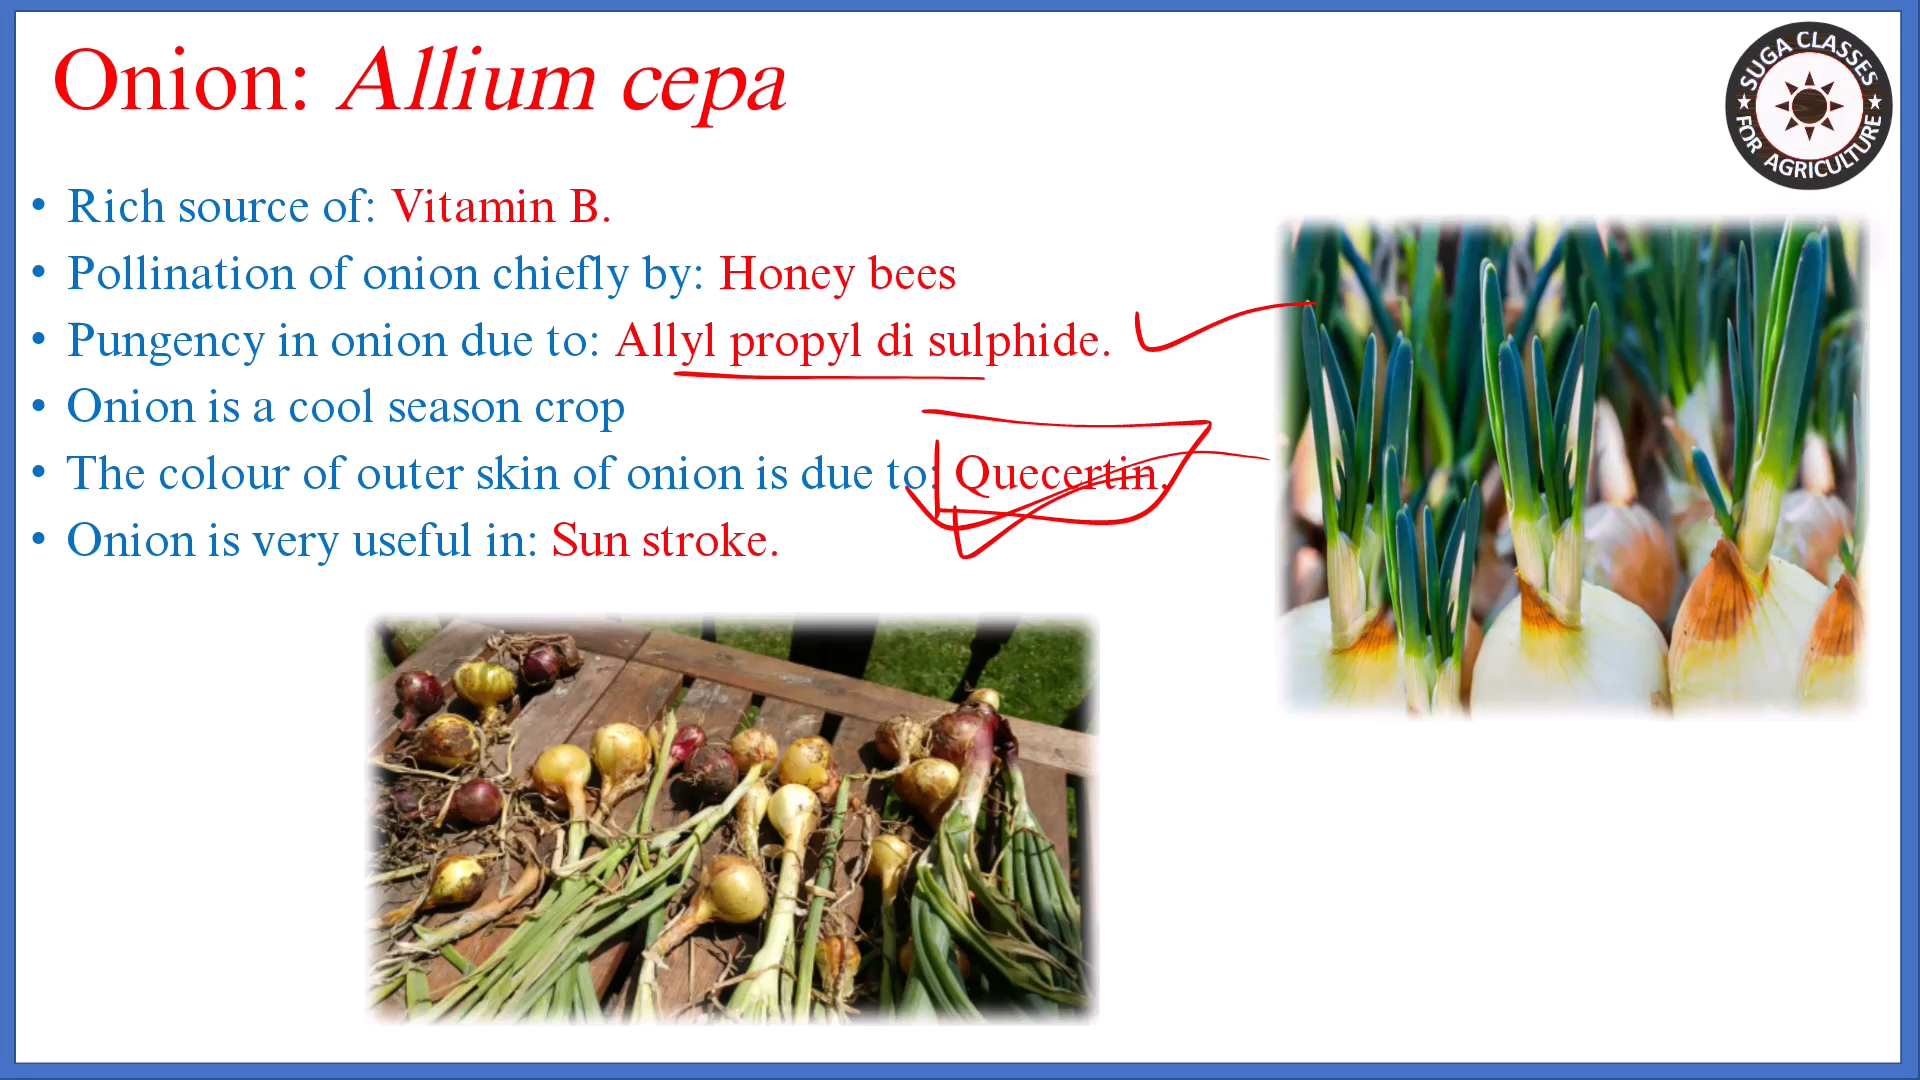 Onion: Allium cepa
SUGA CLASSES
FOR AGRICULTURE
• Rich source of: Vitamin B.
• Pollination of onion chiefly by: Honey bees
• Pungency in onion due to: Allyl propyl di sulphide.
• Onion is a cool season crop
• The colour of outer skin of onion is due to: Quecertin.
• Onion is very useful in: Sun stroke.